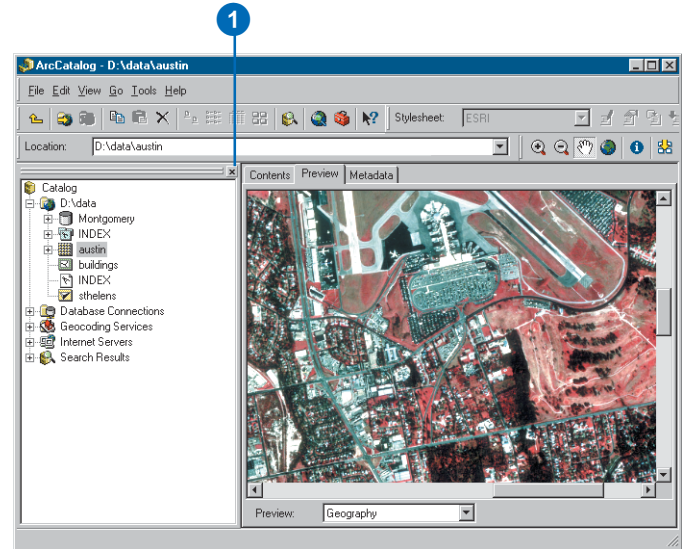 1
ArcCatalog - D:\data\austin
File Edit View Go Tools Help
Stylesheet: ESRI
Location: D:\data\austin
Contents Preview Metadata
Catalog
D:\data
Montgomery
INDEX
austin
buildings
INDEX
sthelens
Database Connections
Geocoding Services
Internet Servers
Search Results
Preview: Geography